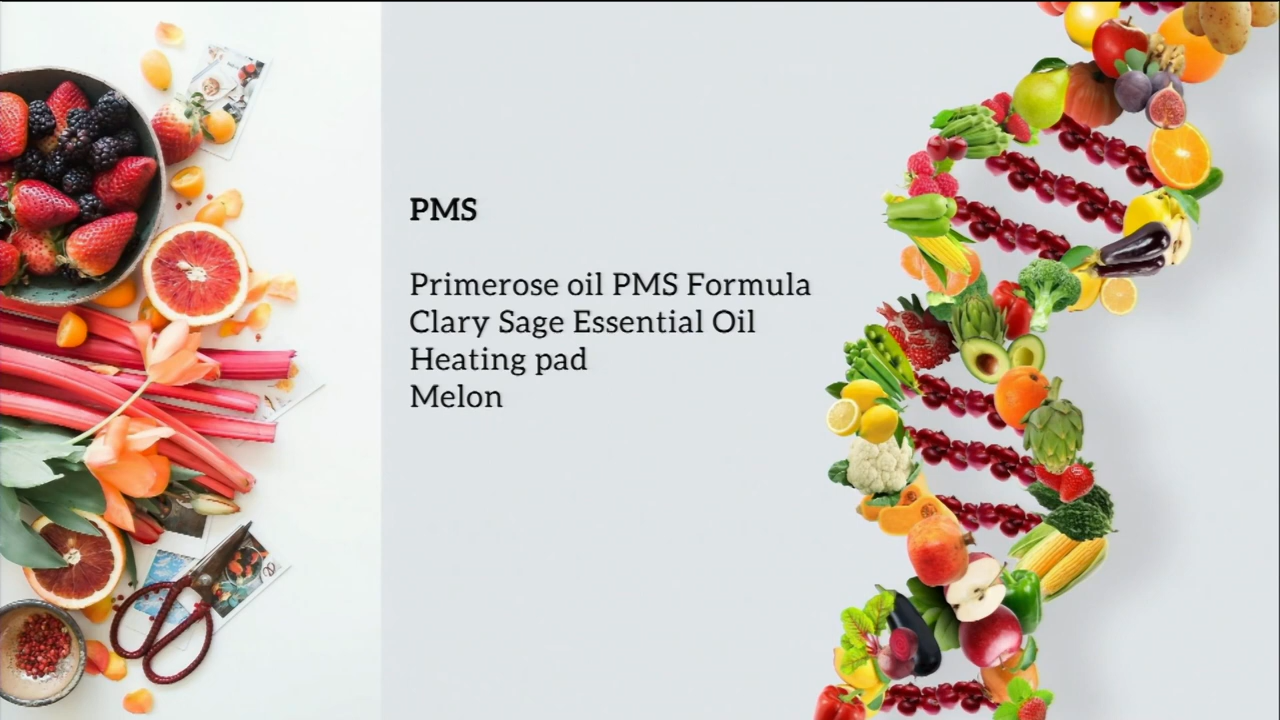 PMS
Primerose oil PMS Formula
Clary Sage Essential Oil
Heating pad
Melon